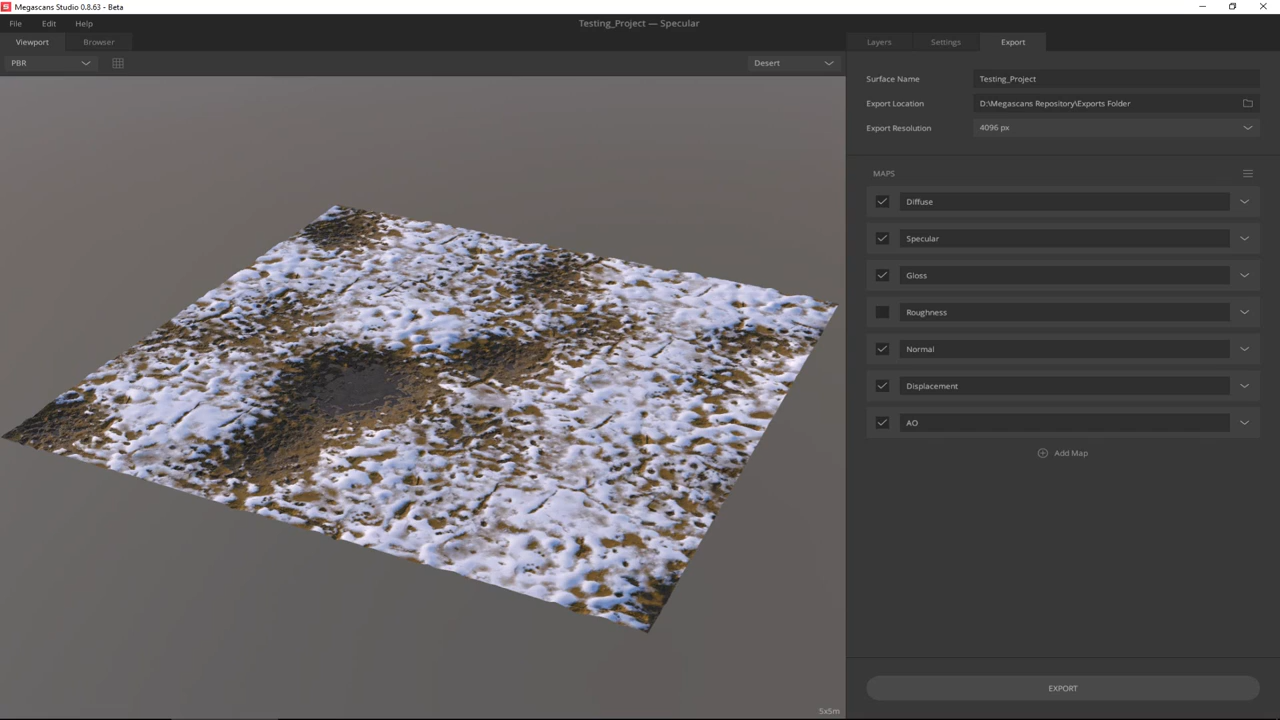 Megascans Studio 0.8.63 - Beta
File Edit Help
Testing_Project — Specular
Viewport Browser
Layers Settings Export
PBR
Desert
Surface Name Testing_Project
Export Location D:\Megascans Repository\Exports Folder
Export Resolution 4096 px
MAPS
Diffuse
Specular
Gloss
Roughness
Normal
Displacement
AO
Add Map
EXPORT
5x5m